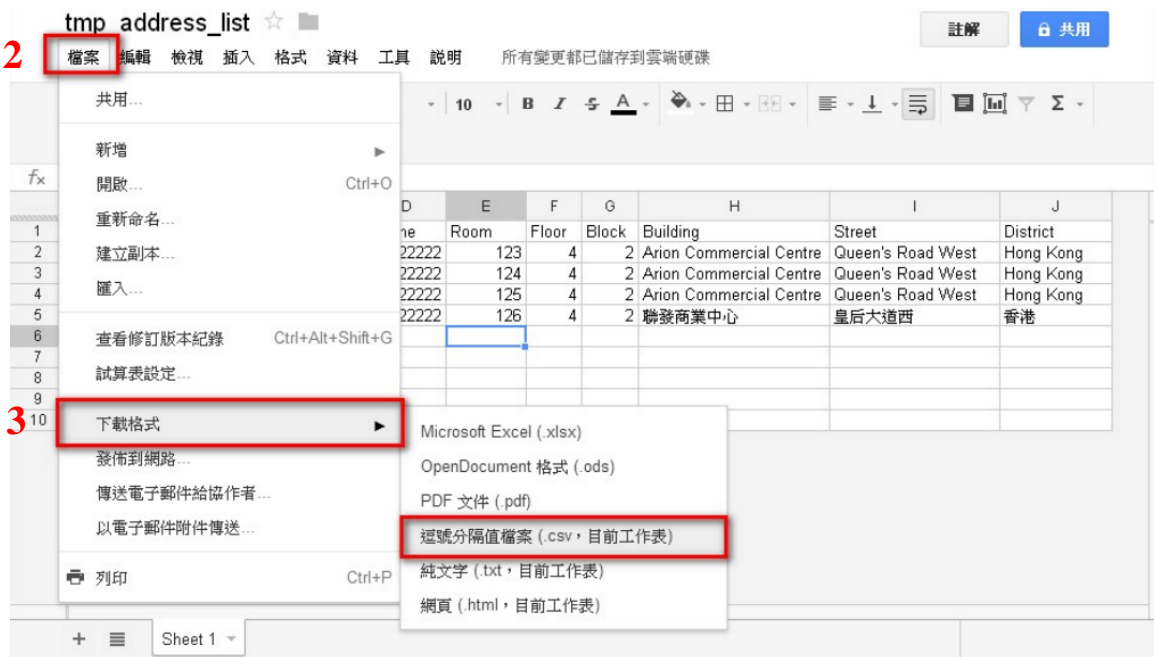 tmp_address_list
註解
共用
2
檔案 編輯 檢視 插入 格式 資料 工具 説明 所有變更都已儲存到雲端硬碟
共用...
10 B I S A Σ
新增
開啟... Ctrl+O
重新命名...
建立副本...
匯入...
查看修訂版本紀錄 Ctrl+Alt+Shift+G
試算表設定...
3
下載格式
發佈到網路...
傳送電子郵件給協作者...
以電子郵件附件傳送...
列印 Ctrl+P
Microsoft Excel (.xlsx)
OpenDocument 格式 (.ods)
PDF 文件 (.pdf)
逗號分隔值檔案 (.csv，目前工作表)
純文字 (.txt，目前工作表)
網頁 (.html，目前工作表)
fx
D E F G H I J
1 ne Room Floor Block Building Street District
2 22222 123 4 2 Arion Commercial Centre Queen's Road West Hong Kong
3 22222 124 4 2 Arion Commercial Centre Queen's Road West Hong Kong
4 22222 125 4 2 Arion Commercial Centre Queen's Road West Hong Kong
5 22222 126 4 2 聯發商業中心 皇后大道西 香港
6
7
8
9
10
+ Sheet 1